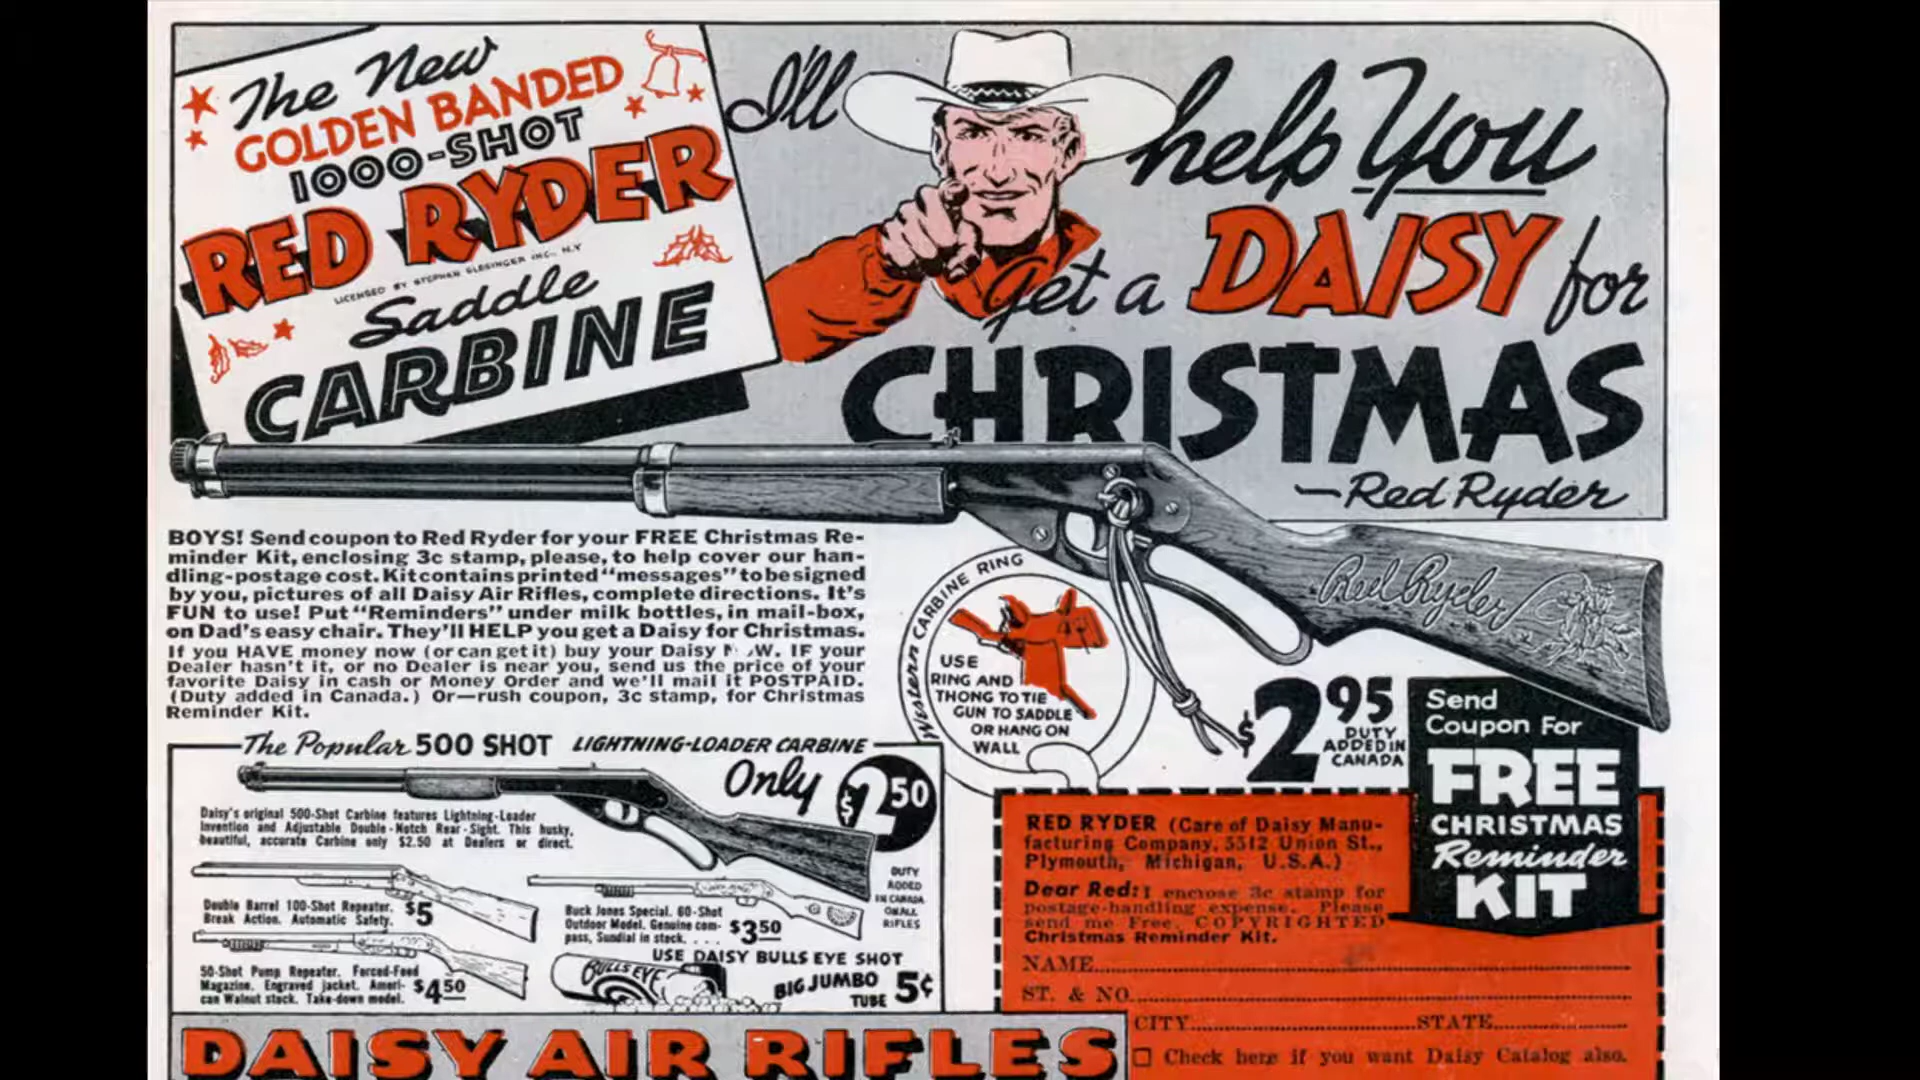 The New
GOLDEN BANDED
1000-SHOT
RED RYDER
LICENSED BY STEPHEN SLESINGER INC., N.Y
Saddle
CARBINE
I'll help You
get a DAISY for
CHRISTMAS
—Red Ryder
BOYS! Send coupon to Red Ryder for your FREE Christmas Re-
minder Kit, enclosing 3c stamp, please, to help cover our han-
dling-postage cost. Kit contains printed "messages" to be signed
by you, pictures of all Daisy Air Rifles, complete directions. It's
FUN to use! Put "Reminders" under milk bottles, in mail-box,
on Dad's easy chair. They'll HELP you get a Daisy for Christmas.
If you HAVE money now (or can get it) buy your Daisy IF your
Dealer hasn't it, or no Dealer is near you, send us the price of your
favorite Daisy in cash or Money Order and we'll mail it POSTPAID.
(Duty added in Canada.) Or—rush coupon, 3c stamp, for Christmas
Reminder Kit.
Western CARBINE RING
USE
RING AND
THONG TO TIE
GUN TO SADDLE
OR HANG ON
WALL
Red Ryder
$2 95
DUTY
ADDED IN
CANADA
Send
Coupon For
FREE
CHRISTMAS
Reminder
KIT
The Popular 500 SHOT LIGHTNING-LOADER CARBINE
Only $2 50
Daisy's original 500-Shot Carbine features Lightning-Loader
Invention and Adjustable Double-Notch Rear-Sight. This husky,
beautiful, accurate Carbine only $2.50 at Dealers or direct.
DUTY
ADDED
IN CANADA
ON ALL
RIFLES
Double Barrel 100-Shot Repeater.
Break Action. Automatic Safety.
$5
Buck Jones Special. 60-Shot
Outdoor Model. Genuine com-
pass, Sundial in stock. . . .
$3 50
50-Shot Pump Repeater. Forced-Feed
Magazine. Engraved jacket. Ameri-
can Walnut stock. Take-down model.
$4 50
USE DAISY BULLS EYE SHOT
BULLS EYE
BIG JUMBO
TUBE 5¢
RED RYDER (Care of Daisy Manu-
facturing Company, 5512 Union St.,
Plymouth, Michigan, U.S.A.)
Dear Red: I enclose 3c stamp for
postage-handling expense. Please
send me Free, COPYRIGHTED
Christmas Reminder Kit.
NAME
ST. & NO.
CITY STATE
Check here if you want Daisy Catalog also.
DAISY AIR RIFLES